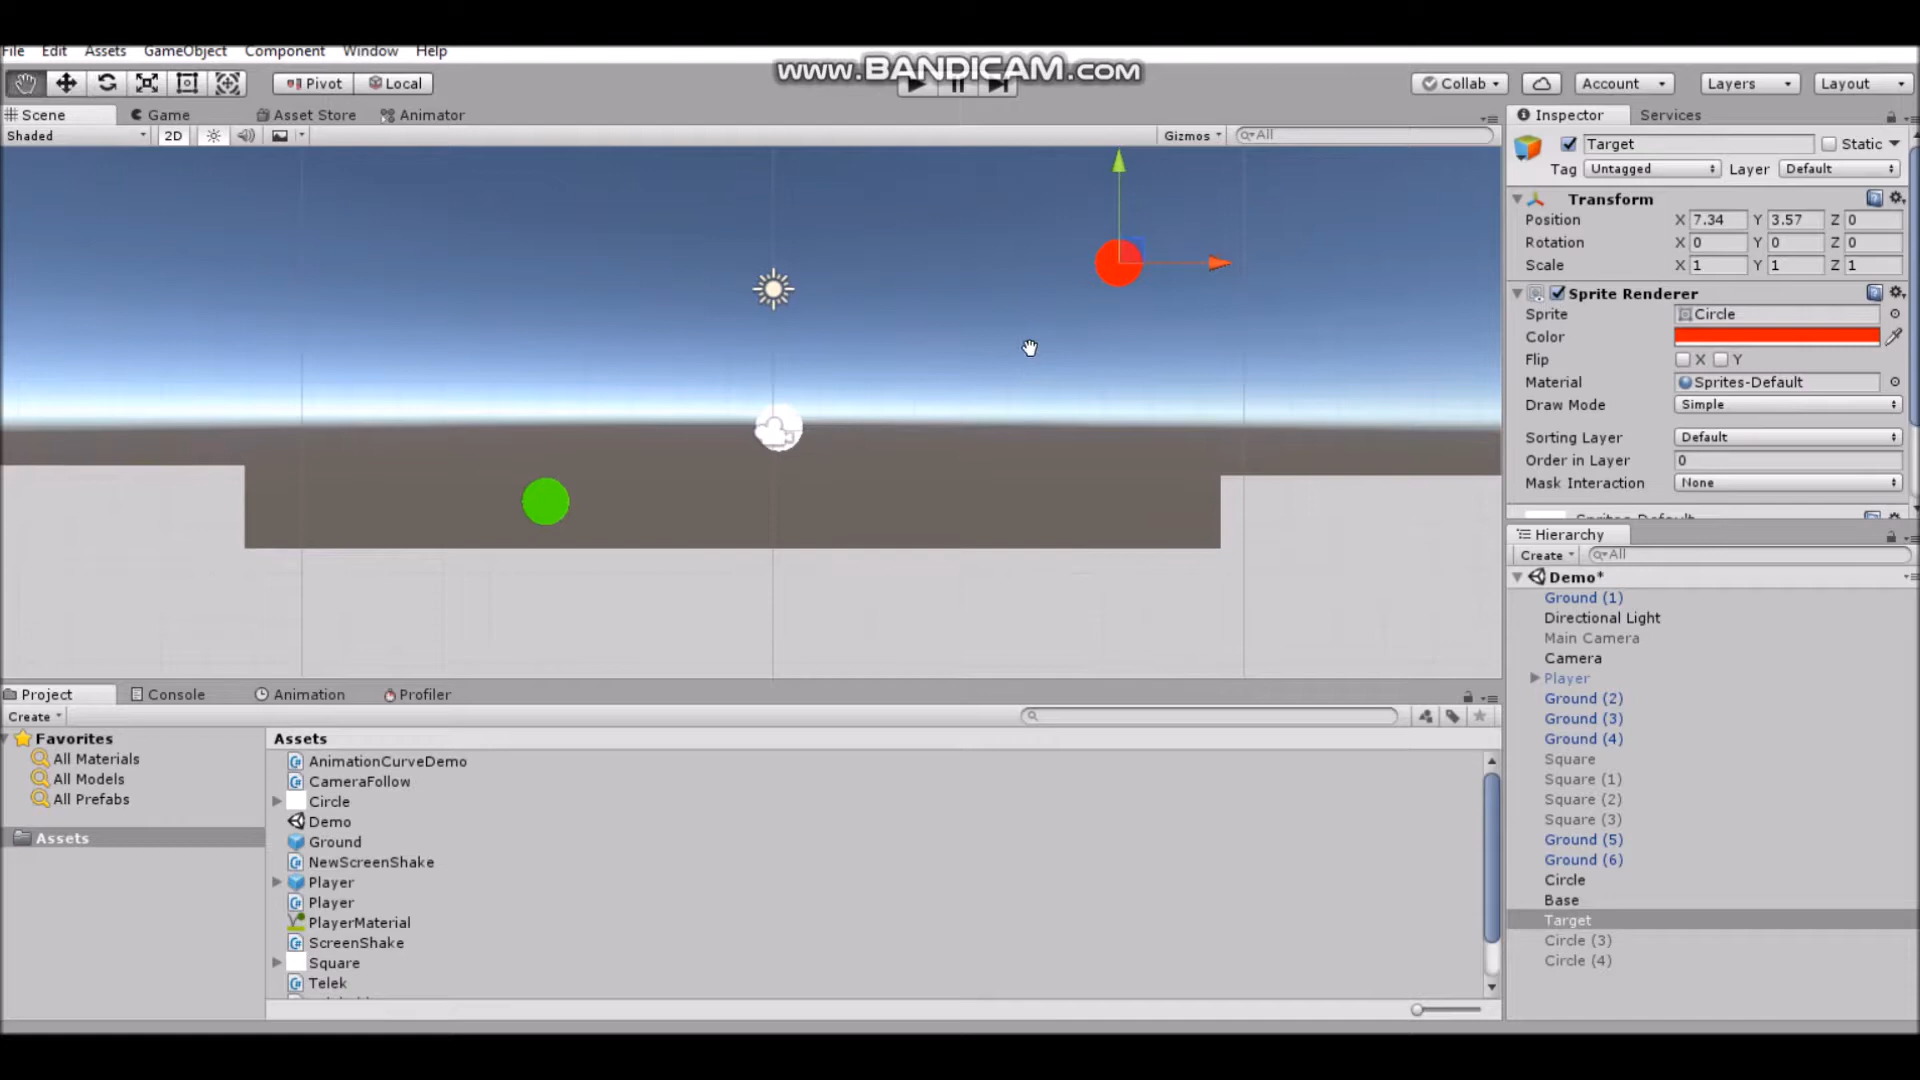 www.BANDICAM.com
File Edit Assets GameObject Component Window Help
Pivot Local Collab Account Layers Layout
Scene Game Asset Store Animator
Shaded 2D Gizmos All
Inspector Services
Target Static
Tag Untagged Layer Default
Transform
Position X 7.34 Y 3.57 Z 0
Rotation X 0 Y 0 Z 0
Scale X 1 Y 1 Z 1
Sprite Renderer
Sprite Circle
Color
Flip X Y
Material Sprites-Default
Draw Mode Simple
Sorting Layer Default
Order in Layer 0
Mask Interaction None
Sprites-Default
Hierarchy
Create All
Demo*
Ground (1)
Directional Light
Main Camera
Camera
Player
Ground (2)
Ground (3)
Ground (4)
Square
Square (1)
Square (2)
Square (3)
Ground (5)
Ground (6)
Circle
Base
Target
Circle (3)
Circle (4)
Project Console Animation Profiler
Create
Favorites
All Materials
All Models
All Prefabs
Assets
Assets
AnimationCurveDemo
CameraFollow
Circle
Demo
Ground
NewScreenShake
Player
Player
PlayerMaterial
ScreenShake
Square
Telek